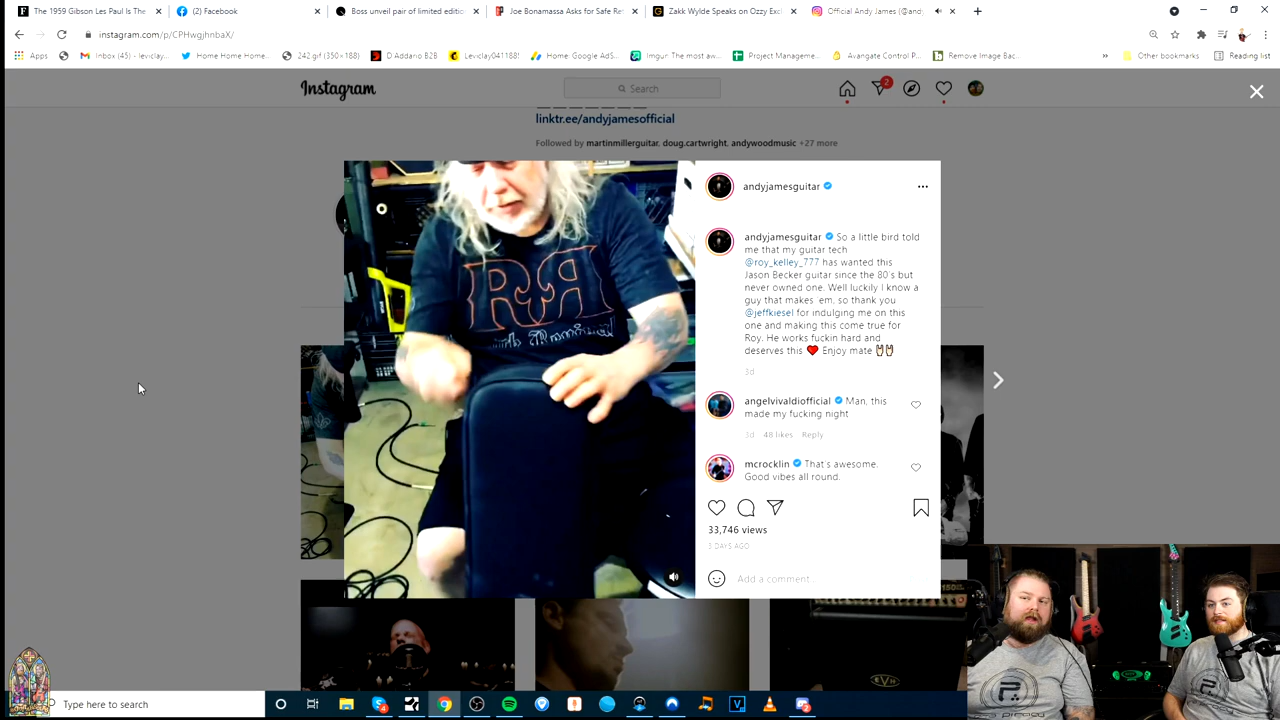 The 1959 Gibson Les Paul Is The
(2) Facebook
Boss unveil pair of limited editio
Joe Bonamassa Asks for Safe Re
Zakk Wylde Speaks on Ozzy Exc
Official Andy James (@andy
instagram.com/p/CPHwgjhnbaX/
Apps
Inbox (45) - leviclay...
Home Home Home...
242.gif (350×188)
D'Addario B2B
Leviclay041188!
Home: Google AdS...
Imgur: The most aw...
Project Manageme...
Avangate Control P...
Remove Image Bac...
Other bookmarks
Reading list
Instagram
Search
2
linktr.ee/andyjamesofficial
Followed by martinmillerguitar, doug.cartwright, andywoodmusic +27 more
andyjamesguitar
andyjamesguitar So a little bird told
me that my guitar tech
@roy_kelley_777 has wanted this
Jason Becker guitar since the 80's but
never owned one. Well luckily I know a
guy that makes em, so thank you
@jeffkiesel for indulging me on this
one and making this come true for
Roy. He works fuckin hard and
deserves this ❤️ Enjoy mate 🤘🤘
3d
angelvivaldiofficial Man, this
made my fucking night
3d 48 likes Reply
mcrocklin That's awesome.
Good vibes all round.
33,746 views
3 DAYS AGO
Add a comment...
EVH
Type here to search